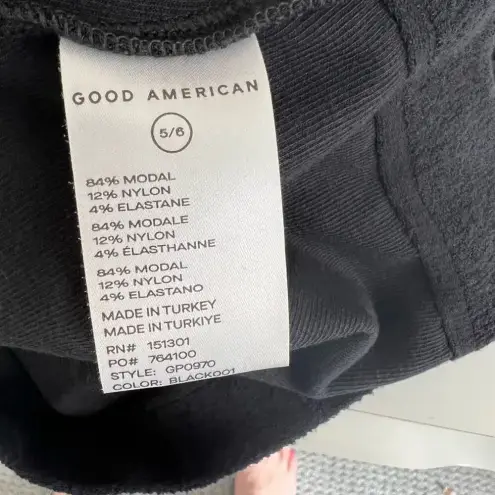 GOOD AMERICAN
5/6
84% MODAL
12% NYLON
4% ELASTANE
84% MODALE
12% NYLON
4% ÉLASTHANNE
84% MODAL
12% NYLON
4% ELASTANO
MADE IN TURKEY
MADE IN TURKIYE
RN# 151301
PO# 764100
STYLE: GP0970
COLOR: BLACK001